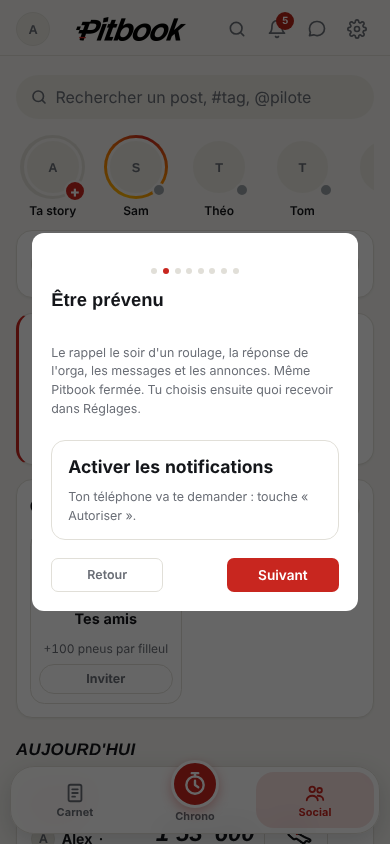 A
Pitbook
5
Rechercher un post, #tag, @pilote
A
S
T
T
Ta story
Sam
Théo
Tom
Être prévenu
Le rappel le soir d'un roulage, la réponse de
l'orga, les messages et les annonces. Même
Pitbook fermée. Tu choisis ensuite quoi recevoir
dans Réglages.
Activer les notifications
Ton téléphone va te demander : touche «
Autoriser ».
Retour
Suivant
Tes amis
+100 pneus par filleul
Inviter
AUJOURD'HUI
Carnet
Chrono
Social
A
Alex ·